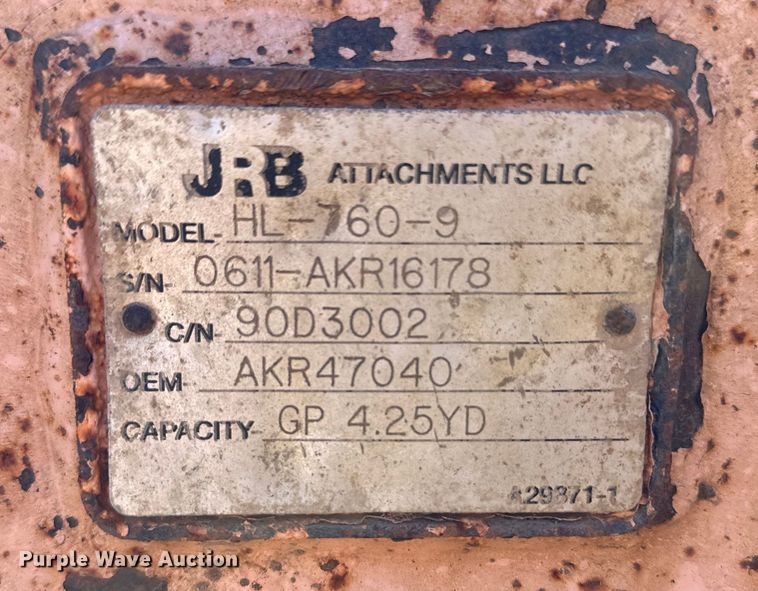 JRB ATTACHMENTS LLC
MODEL HL-760-9
S/N 0611-AKR16178
C/N 90D3002
OEM AKR47040
CAPACITY GP 4.25YD
A29871-1
Purple Wave Auction